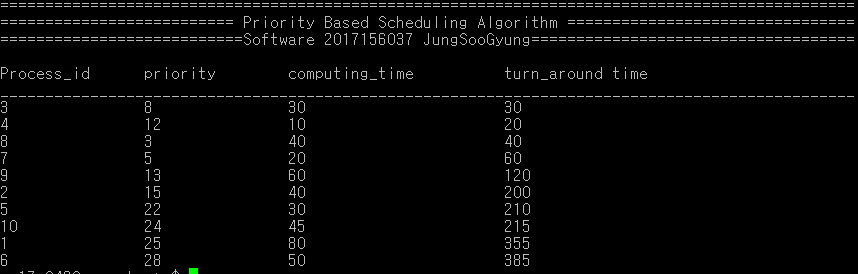 ======================================================================
========================== Priority Based Scheduling Algorithm ================================
===========================Software 2017156037 JungSooGyung====================================
Process_id priority computing_time turn_around time
-----------------------------------------------------------------------------------------------
3 8 30 30
4 12 10 20
8 3 40 40
7 5 20 60
9 13 60 120
2 15 40 200
5 22 30 210
10 24 45 215
1 25 80 355
6 28 50 385